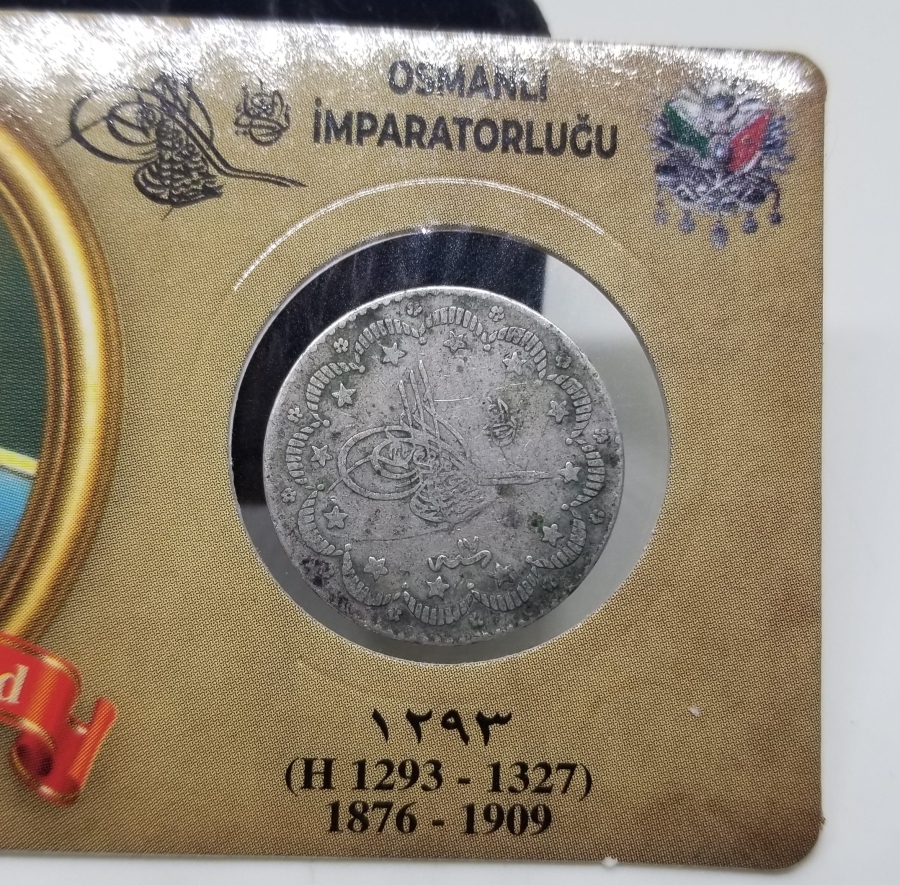 OSMANLI
İMPARATORLUĞU
d
١٢٩٣
(H 1293 - 1327)
1876 - 1909